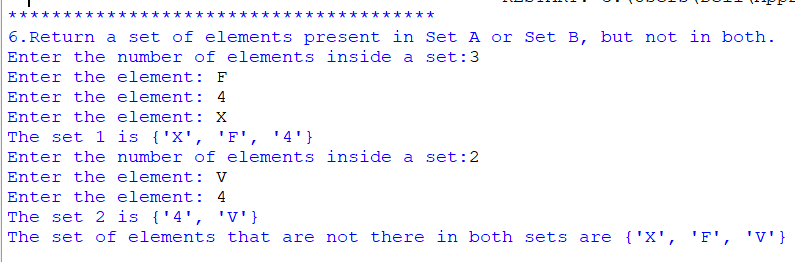 ***************************************
6.Return a set of elements present in Set A or Set B, but not in both.
Enter the number of elements inside a set:3
Enter the element: F
Enter the element: 4
Enter the element: X
The set 1 is {'X', 'F', '4'}
Enter the number of elements inside a set:2
Enter the element: V
Enter the element: 4
The set 2 is {'4', 'V'}
The set of elements that are not there in both sets are {'X', 'F', 'V'}